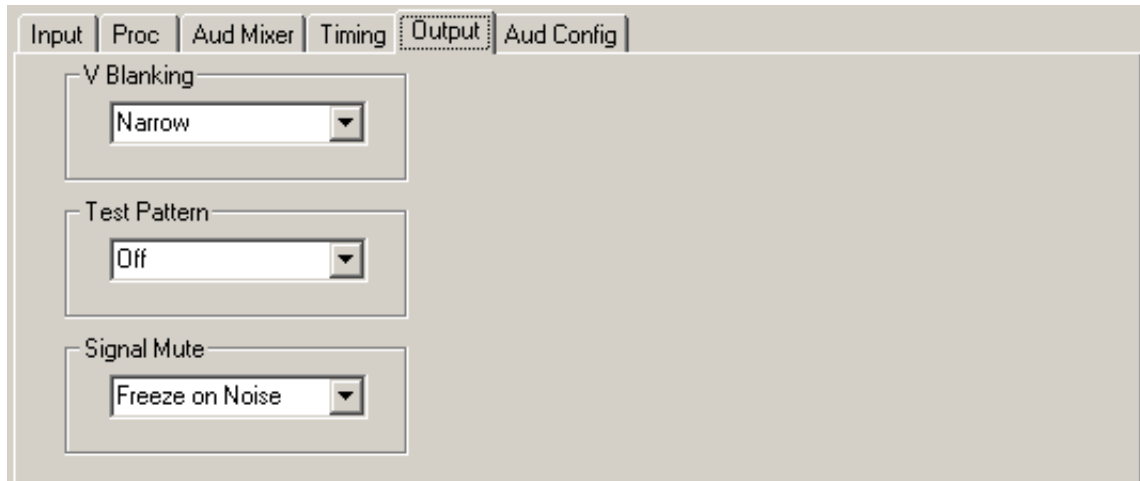 Input Proc Aud Mixer Timing Output Aud Config
V Blanking
Narrow
Test Pattern
Off
Signal Mute
Freeze on Noise